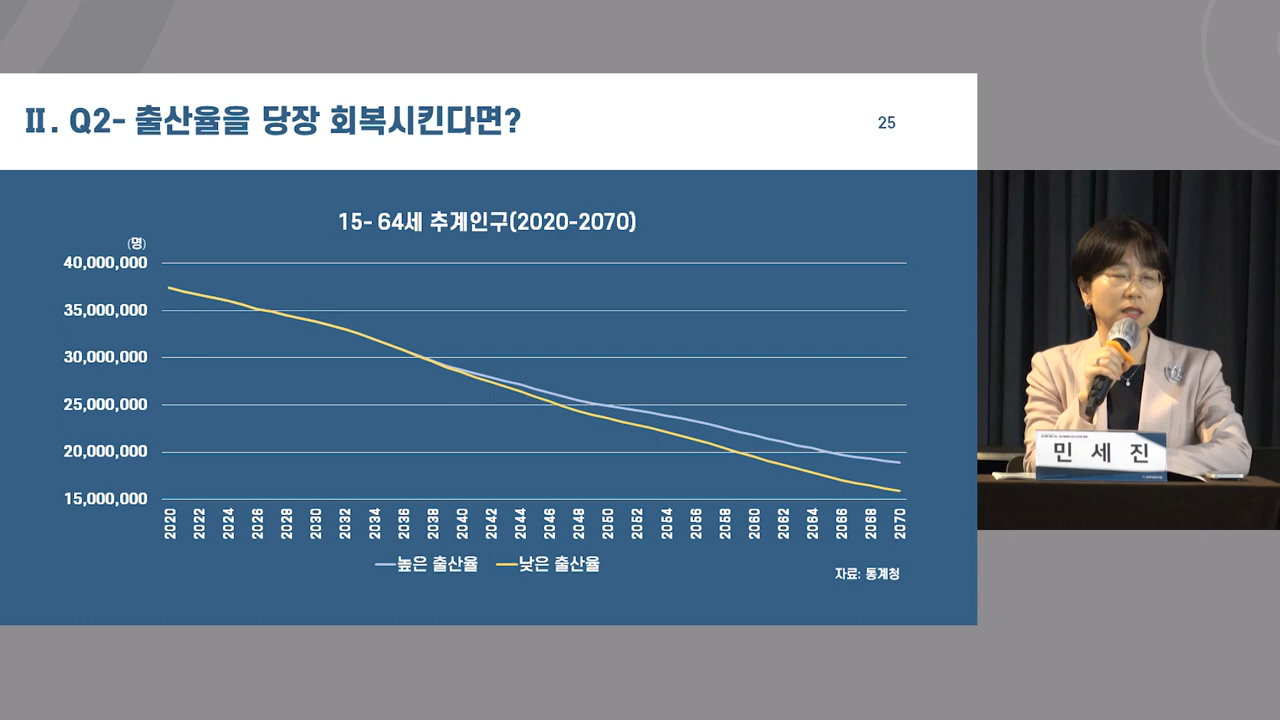 Ⅱ. Q2- 출산율을 당장 회복시킨다면?
25
15- 64세 추계인구(2020-2070)
(명)
40,000,000
35,000,000
30,000,000
25,000,000
20,000,000
15,000,000
2020 2022 2024 2026 2028 2030 2032 2034 2036 2038 2040 2042 2044 2046 2048 2050 2052 2054 2056 2058 2060 2062 2064 2066 2068 2070
높은 출산율 낮은 출산율
자료: 통계청
민 세 진